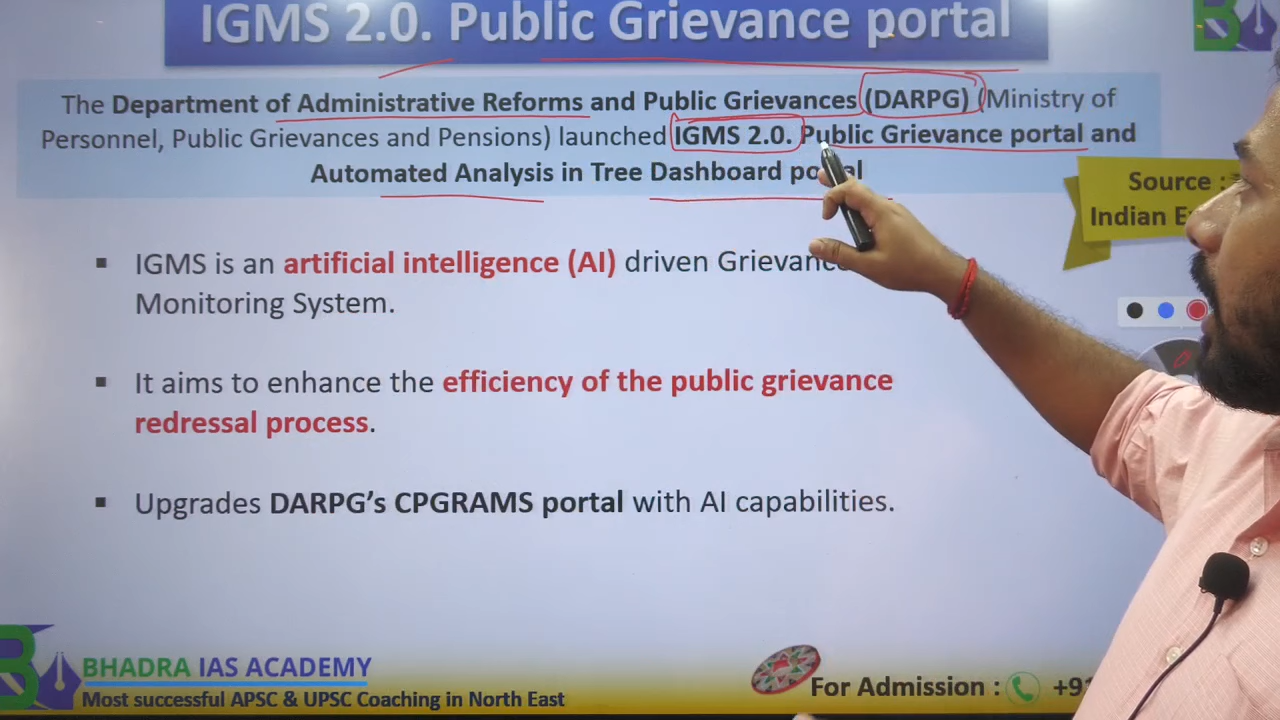 IGMS 2.0. Public Grievance portal
The Department of Administrative Reforms and Public Grievances (DARPG) (Ministry of
Personnel, Public Grievances and Pensions) launched IGMS 2.0. Public Grievance portal and
Automated Analysis in Tree Dashboard portal
Source :
Indian
▪ IGMS is an artificial intelligence (AI) driven Grievance
Monitoring System.
▪ It aims to enhance the efficiency of the public grievance
redressal process.
▪ Upgrades DARPG’s CPGRAMS portal with AI capabilities.
BHADRA IAS ACADEMY
Most successful APSC & UPSC Coaching in North East
For Admission : +91